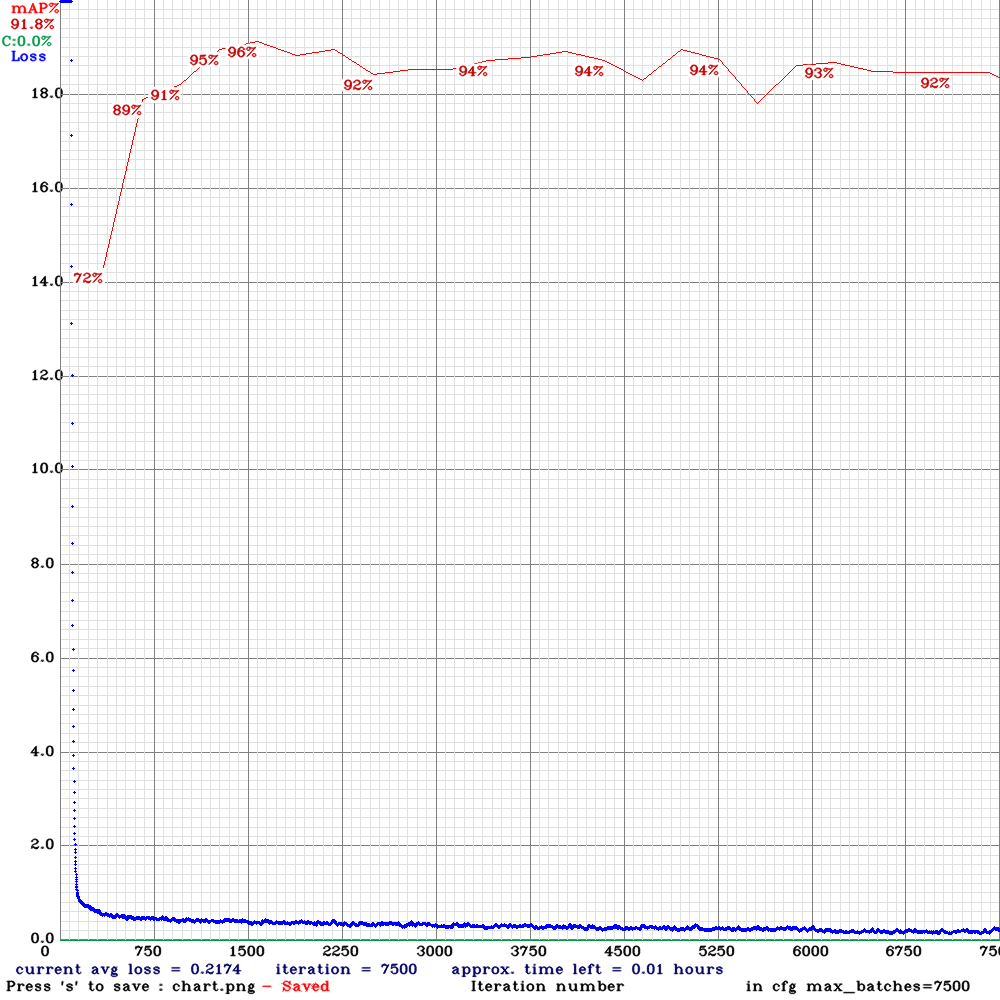 mAP%
91.8%
C:0.0%
Loss
95% 96%
92% 94% 94% 94% 93% 92%
18.0 89% 91%
16.0
72%
14.0
12.0
10.0
8.0
6.0
4.0
2.0
0.0
0 750 1500 2250 3000 3750 4500 5250 6000 6750 750
current avg loss = 0.2174 iteration = 7500 approx. time left = 0.01 hours
Press 's' to save : chart.png - Saved Iteration number in cfg max_batches=7500